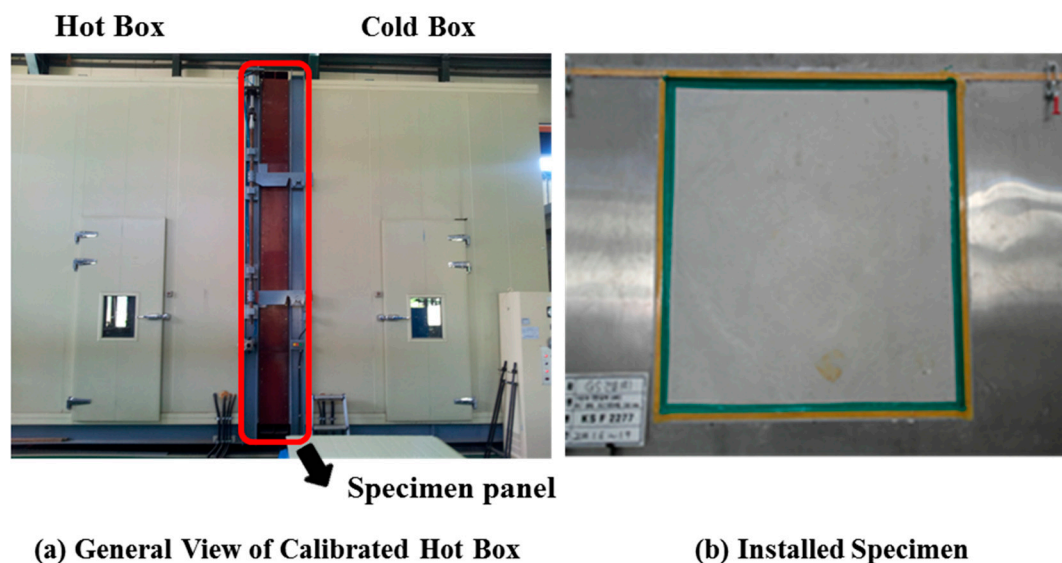 Hot Box
Cold Box
Specimen panel
(a) General View of Calibrated Hot Box
(b) Installed Specimen
KS F 2277